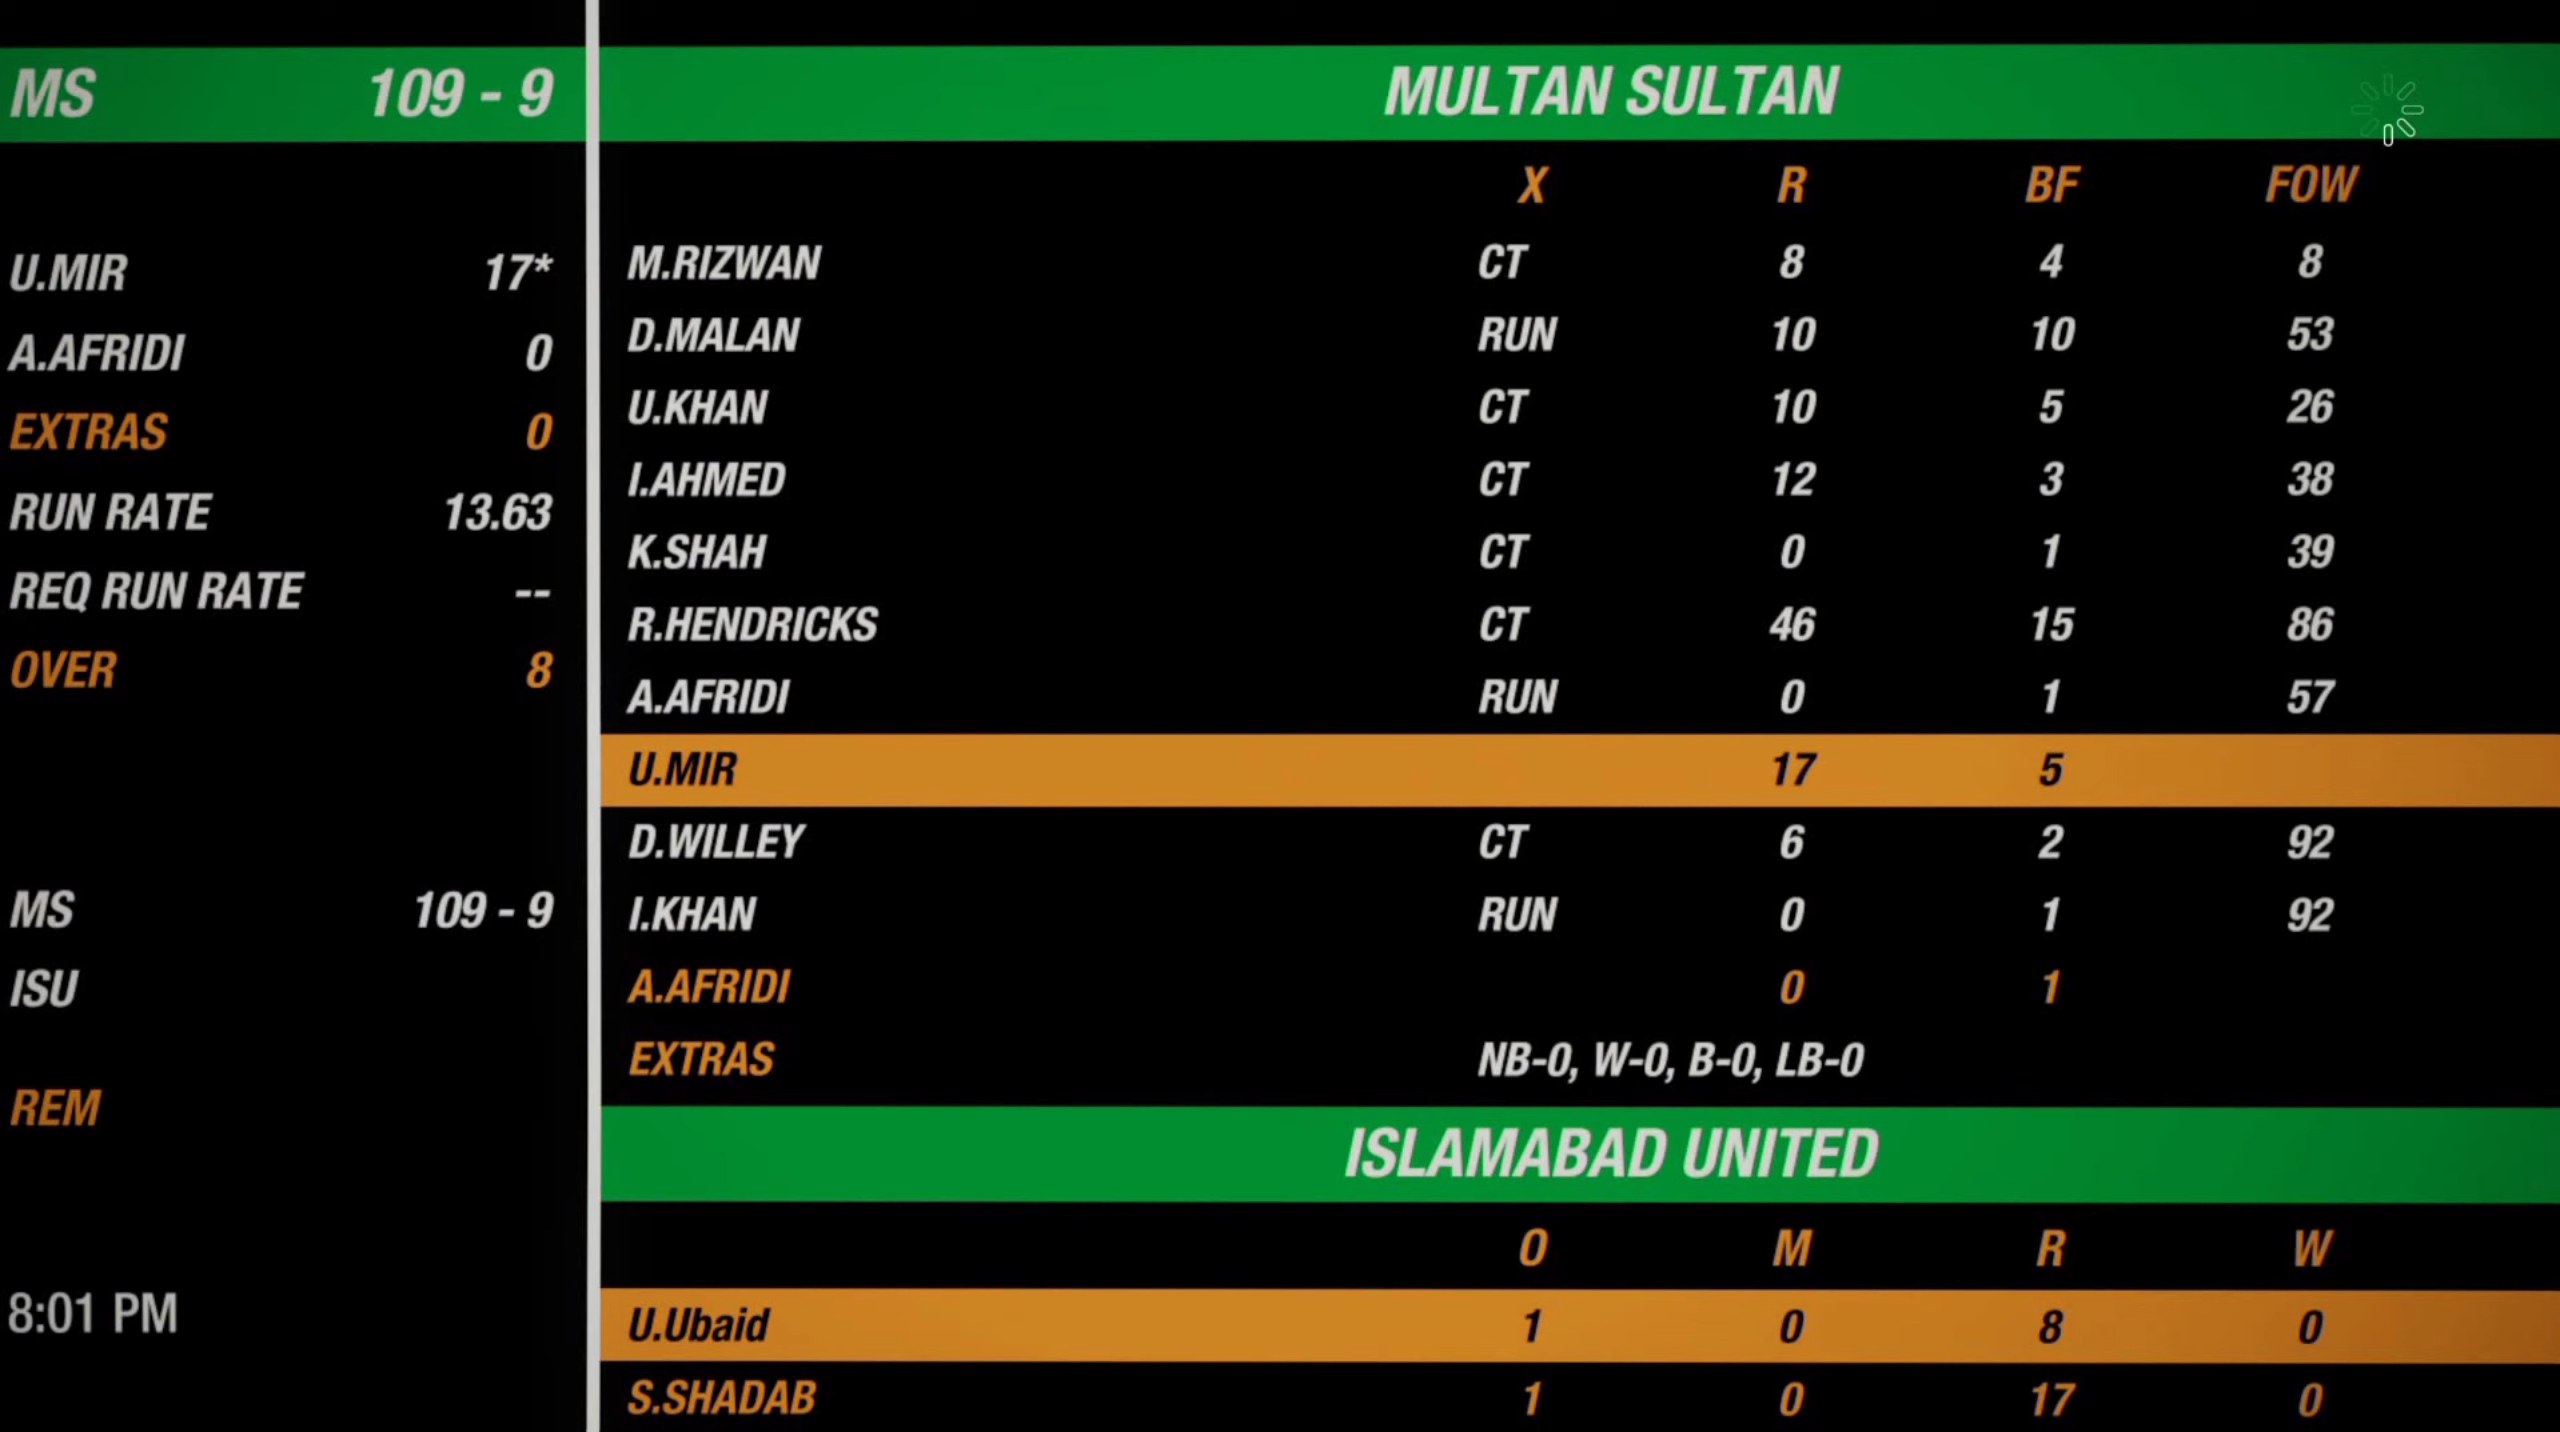 MS 109 - 9
U.MIR 17*
A.AFRIDI 0
EXTRAS 0
RUN RATE 13.63
REQ RUN RATE --
OVER 8
MS 109 - 9
ISU
REM
8:01 PM
MULTAN SULTAN
X R BF FOW
M.RIZWAN CT 8 4 8
D.MALAN RUN 10 10 53
U.KHAN CT 10 5 26
I.AHMED CT 12 3 38
K.SHAH CT 0 1 39
R.HENDRICKS CT 46 15 86
A.AFRIDI RUN 0 1 57
U.MIR 17 5
D.WILLEY CT 6 2 92
I.KHAN RUN 0 1 92
A.AFRIDI 0 1
EXTRAS NB-0, W-0, B-0, LB-0
ISLAMABAD UNITED
O M R W
U.Ubaid 1 0 8 0
S.SHADAB 1 0 17 0